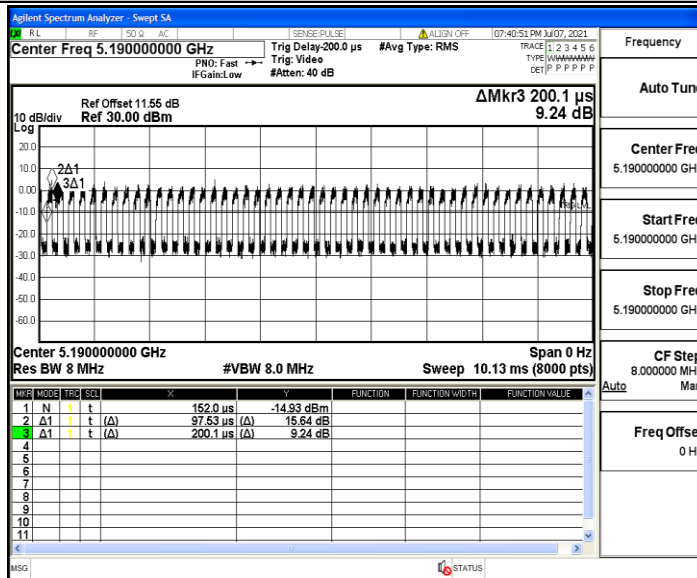 Agilent Spectrum Analyzer - Swept SA
RL RF 50 Ω AC SENSE:PULSE ALIGN OFF 07:40:51 PM Jul 07, 2021
Center Freq 5.190000000 GHz
PNO: Fast
IFGain:Low
Trig Delay-200.0 µs
Trig: Video
#Atten: 40 dB
#Avg Type: RMS
TRACE 1 2 3 4 5 6
TYPE
DET P P P P P P
Frequency
Auto Tune
Center Freq
5.190000000 GH
Start Freq
5.190000000 GH
Stop Freq
5.190000000 GH
CF Step
8.000000 MH
Auto Ma
Freq Offse
0 H
ΔMkr3 200.1 µs
9.24 dB
Ref Offset 11.55 dB
10 dB/div Ref 30.00 dBm
Log
20.0
10.0
0.00
-10.0
-20.0
-30.0
-40.0
-50.0
-60.0
2Δ1
3Δ1
TRIG LVL
Center 5.190000000 GHz Span 0 Hz
Res BW 8 MHz #VBW 8.0 MHz Sweep 10.13 ms (8000 pts)
MKR MODE TRC SCL X Y FUNCTION FUNCTION WIDTH FUNCTION VALUE
1 N 1 t 152.0 µs -14.93 dBm
2 Δ1 1 t (Δ) 97.53 µs (Δ) 15.64 dB
3 Δ1 1 t (Δ) 200.1 µs (Δ) 9.24 dB
4
5
6
7
8
9
10
11
MSG STATUS